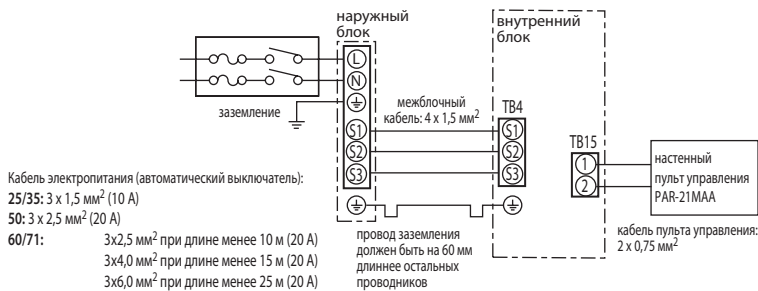 наружный
блок
внутренний
блок
L
N
заземление
межблочный
кабель: 4 x 1,5 мм²
TB4
S1
S1
S2
S2
S3
S3
TB15
1
2
настенный
пульт управления
PAR-21MAA
кабель пульта управления:
2 x 0,75 мм²
Кабель электропитания (автоматический выключатель):
25/35: 3 x 1,5 мм² (10 А)
50: 3 x 2,5 мм² (20 А)
60/71: 3x2,5 мм² при длине менее 10 м (20 А)
3x4,0 мм² при длине менее 15 м (20 А)
3x6,0 мм² при длине менее 25 м (20 А)
провод заземления
должен быть на 60 мм
длиннее остальных
проводников